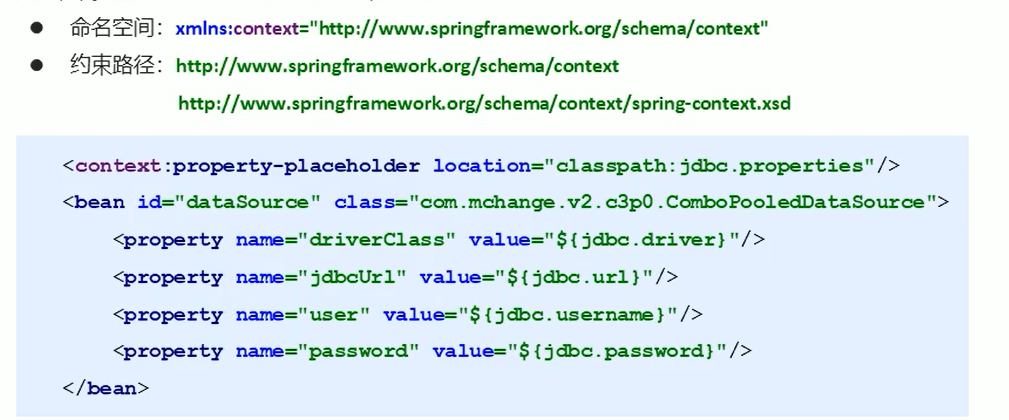 ● 命名空间：xmlns:context="http://www.springframework.org/schema/context"
● 约束路径：http://www.springframework.org/schema/context
http://www.springframework.org/schema/context/spring-context.xsd
<context:property-placeholder location="classpath:jdbc.properties"/>
<bean id="dataSource" class="com.mchange.v2.c3p0.ComboPooledDataSource">
    <property name="driverClass" value="${jdbc.driver}"/>
    <property name="jdbcUrl" value="${jdbc.url}"/>
    <property name="user" value="${jdbc.username}"/>
    <property name="password" value="${jdbc.password}"/>
</bean>